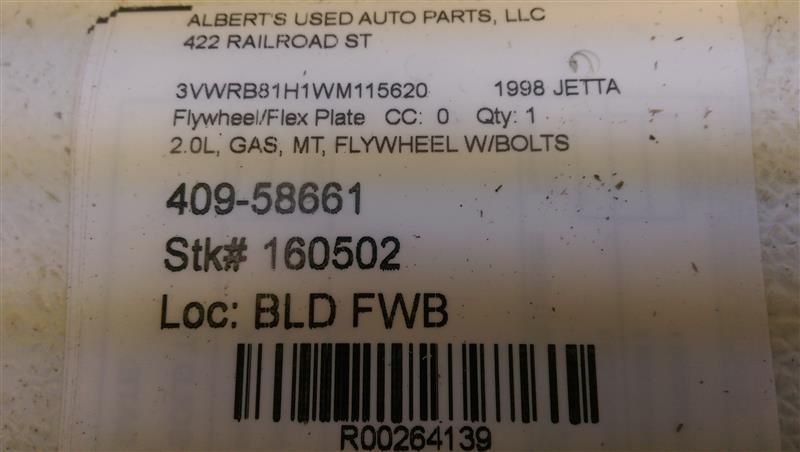 ALBERT'S USED AUTO PARTS, LLC
422 RAILROAD ST
3VWRB81H1WM115620 1998 JETTA
Flywheel/Flex Plate CC: 0 Qty: 1
2.0L, GAS, MT, FLYWHEEL W/BOLTS
409-58661
Stk# 160502
Loc: BLD FWB
R00264139